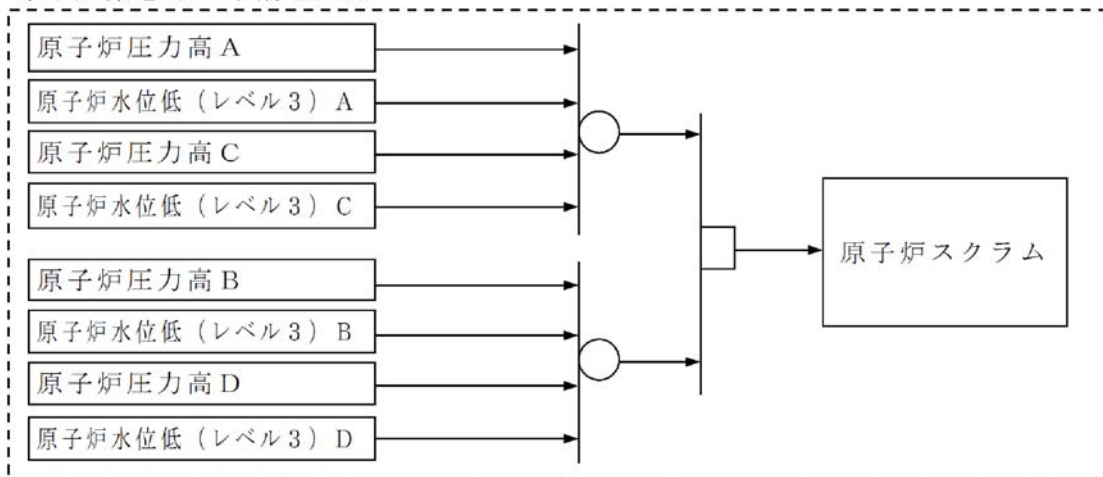 原子炉圧力高A
原子炉水位低（レベル3）A
原子炉圧力高C
原子炉水位低（レベル3）C
原子炉圧力高B
原子炉水位低（レベル3）B
原子炉圧力高D
原子炉水位低（レベル3）D
原子炉スクラム